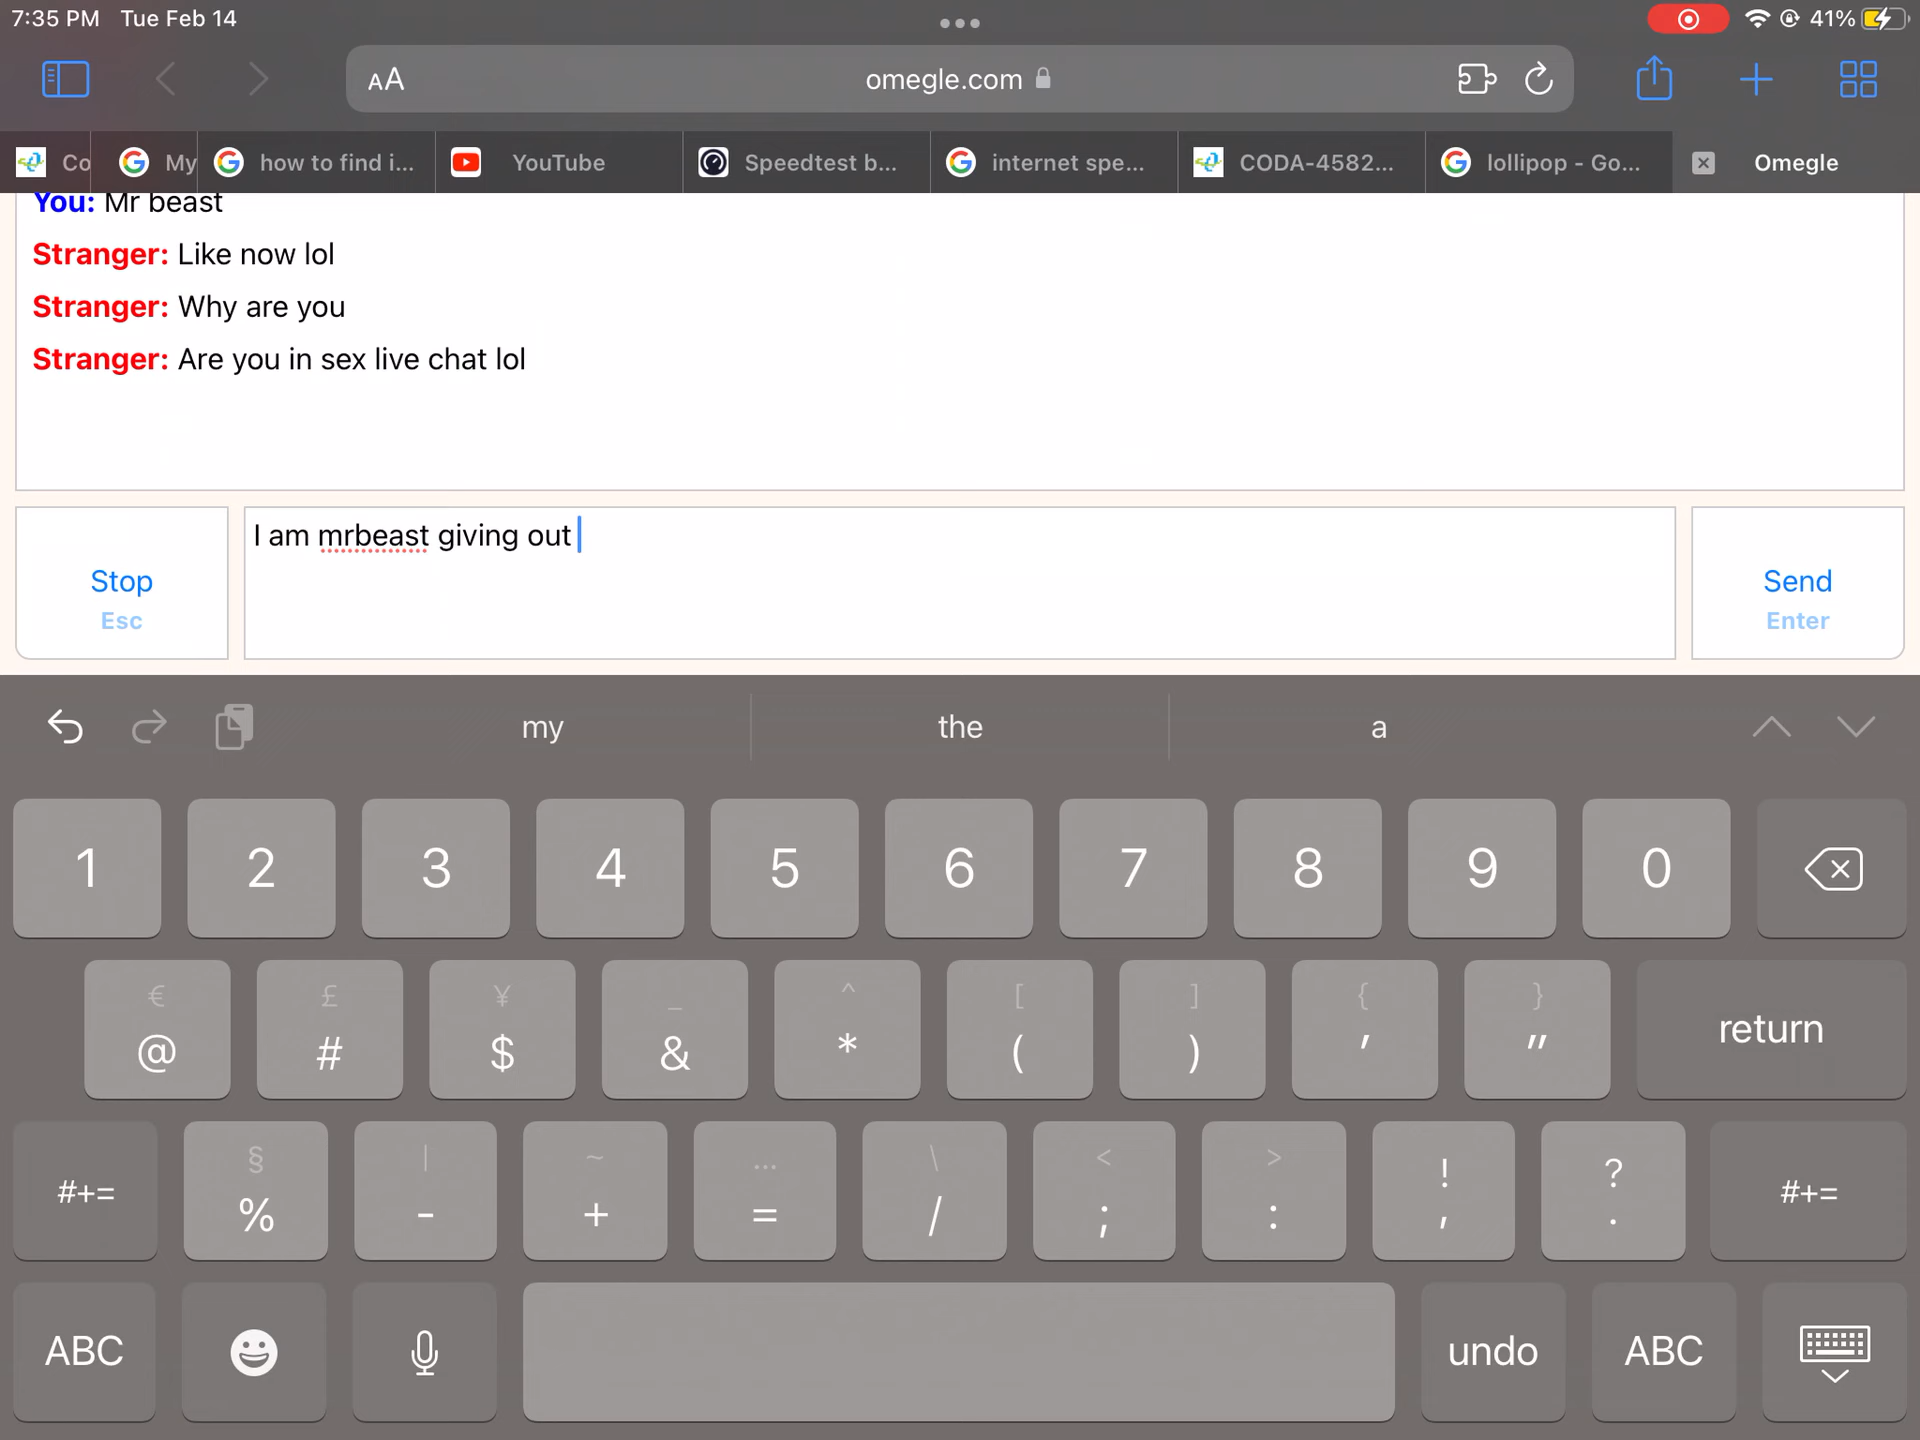 7:35 PM Tue Feb 14
41%
AA omegle.com
Co My how to find i... YouTube Speedtest b... internet spe... CODA-4582... lollipop - Go... Omegle
You: Mr beast
Stranger: Like now lol
Stranger: Why are you
Stranger: Are you in sex live chat lol
I am mrbeast giving out
Stop
Esc
Send
Enter
my the a
1 2 3 4 5 6 7 8 9 0
€ £ ¥ _ ^ [ ] { }
@ # $ & * ( ) ' " return
§ | ~ ... \ < > ! ?
#+= % - + = / ; : , . #+=
ABC undo ABC